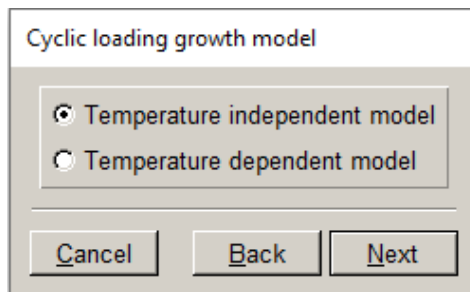 Cyclic loading growth model
Temperature independent model
Temperature dependent model
Cancel Back Next